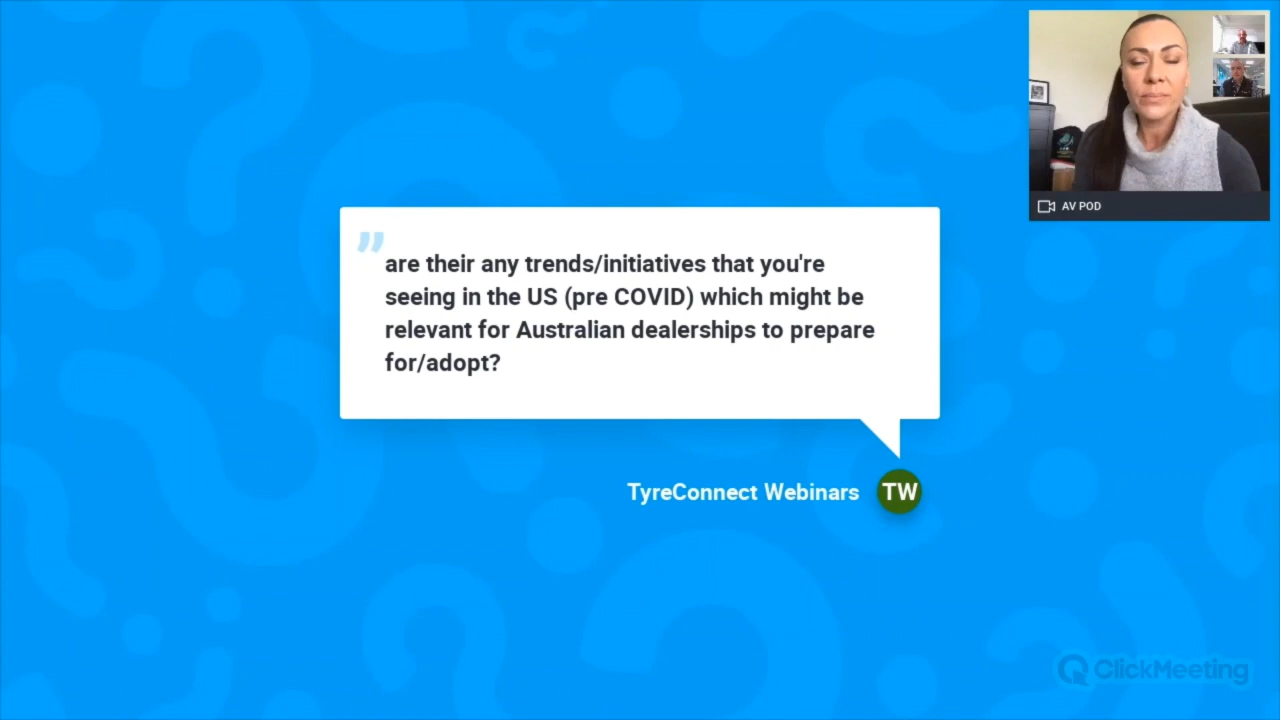 AV POD
”
are their any trends/initiatives that you're
seeing in the US (pre COVID) which might be
relevant for Australian dealerships to prepare
for/adopt?
TyreConnect Webinars TW
ClickMeeting